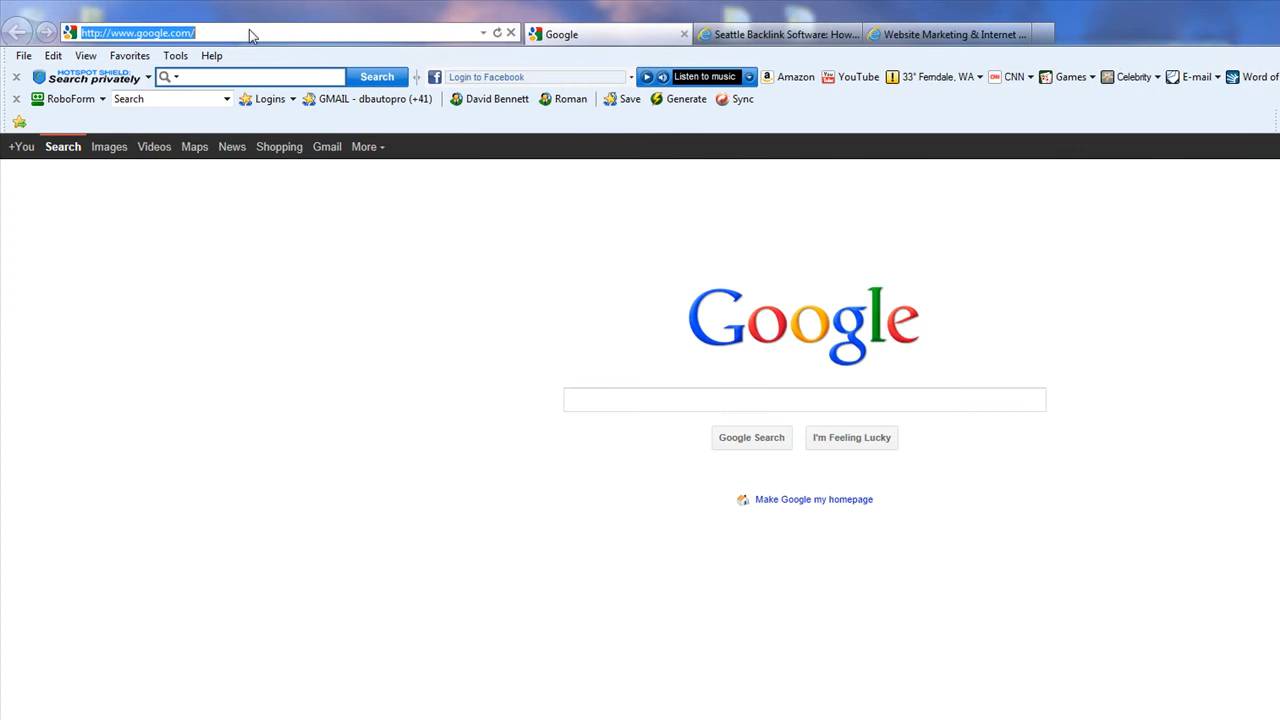 http://www.google.com/ Google Seattle Backlink Software: How... Website Marketing & Internet ...
File Edit View Favorites Tools Help
HOTSPOT SHIELD: Search privately Search Login to Facebook Listen to music Amazon YouTube 33° Ferndale, WA CNN Games Celebrity E-mail Word of
RoboForm Search Logins GMAIL - dbautopro (+41) David Bennett Roman Save Generate Sync
+You Search Images Videos Maps News Shopping Gmail More
Google
Google Search I'm Feeling Lucky
Make Google my homepage